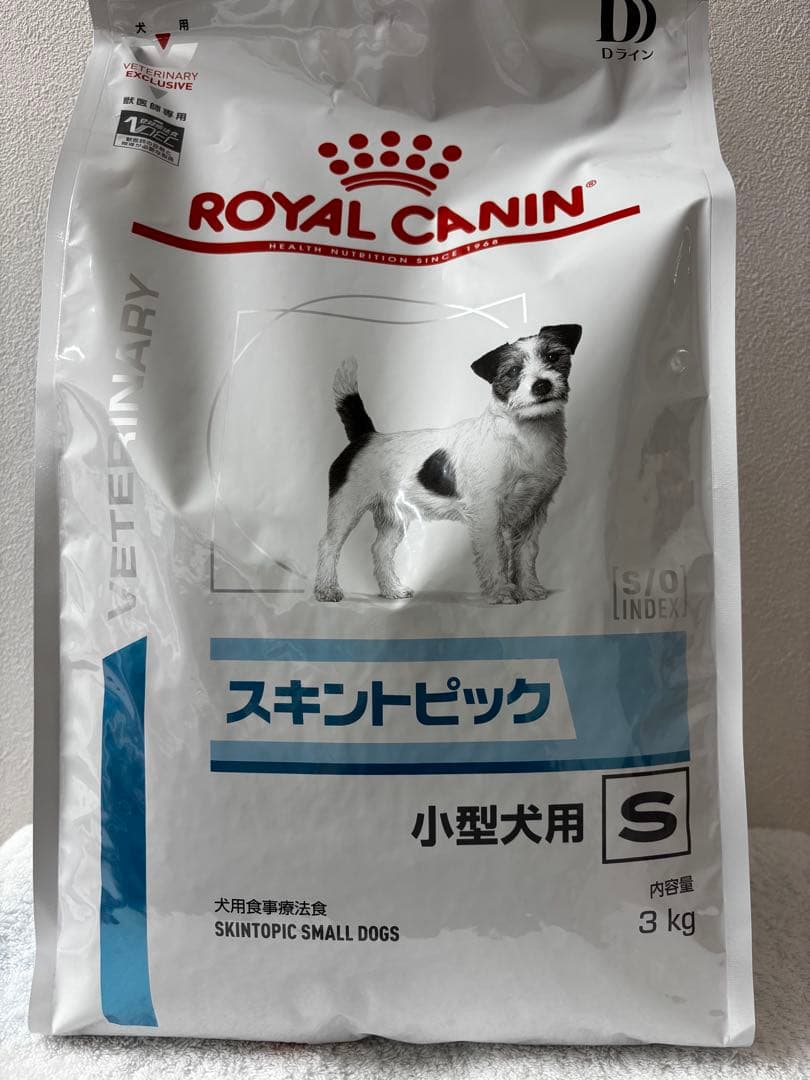 犬 用
VETERINARY
EXCLUSIVE
獣医師専用
Dライン
ROYAL CANIN®
HEALTH NUTRITION SINCE 1968
VETERINARY
S/O
INDEX
スキントピック
小型犬用 S
内容量
3 kg
犬用食事療法食
SKINTOPIC SMALL DOGS